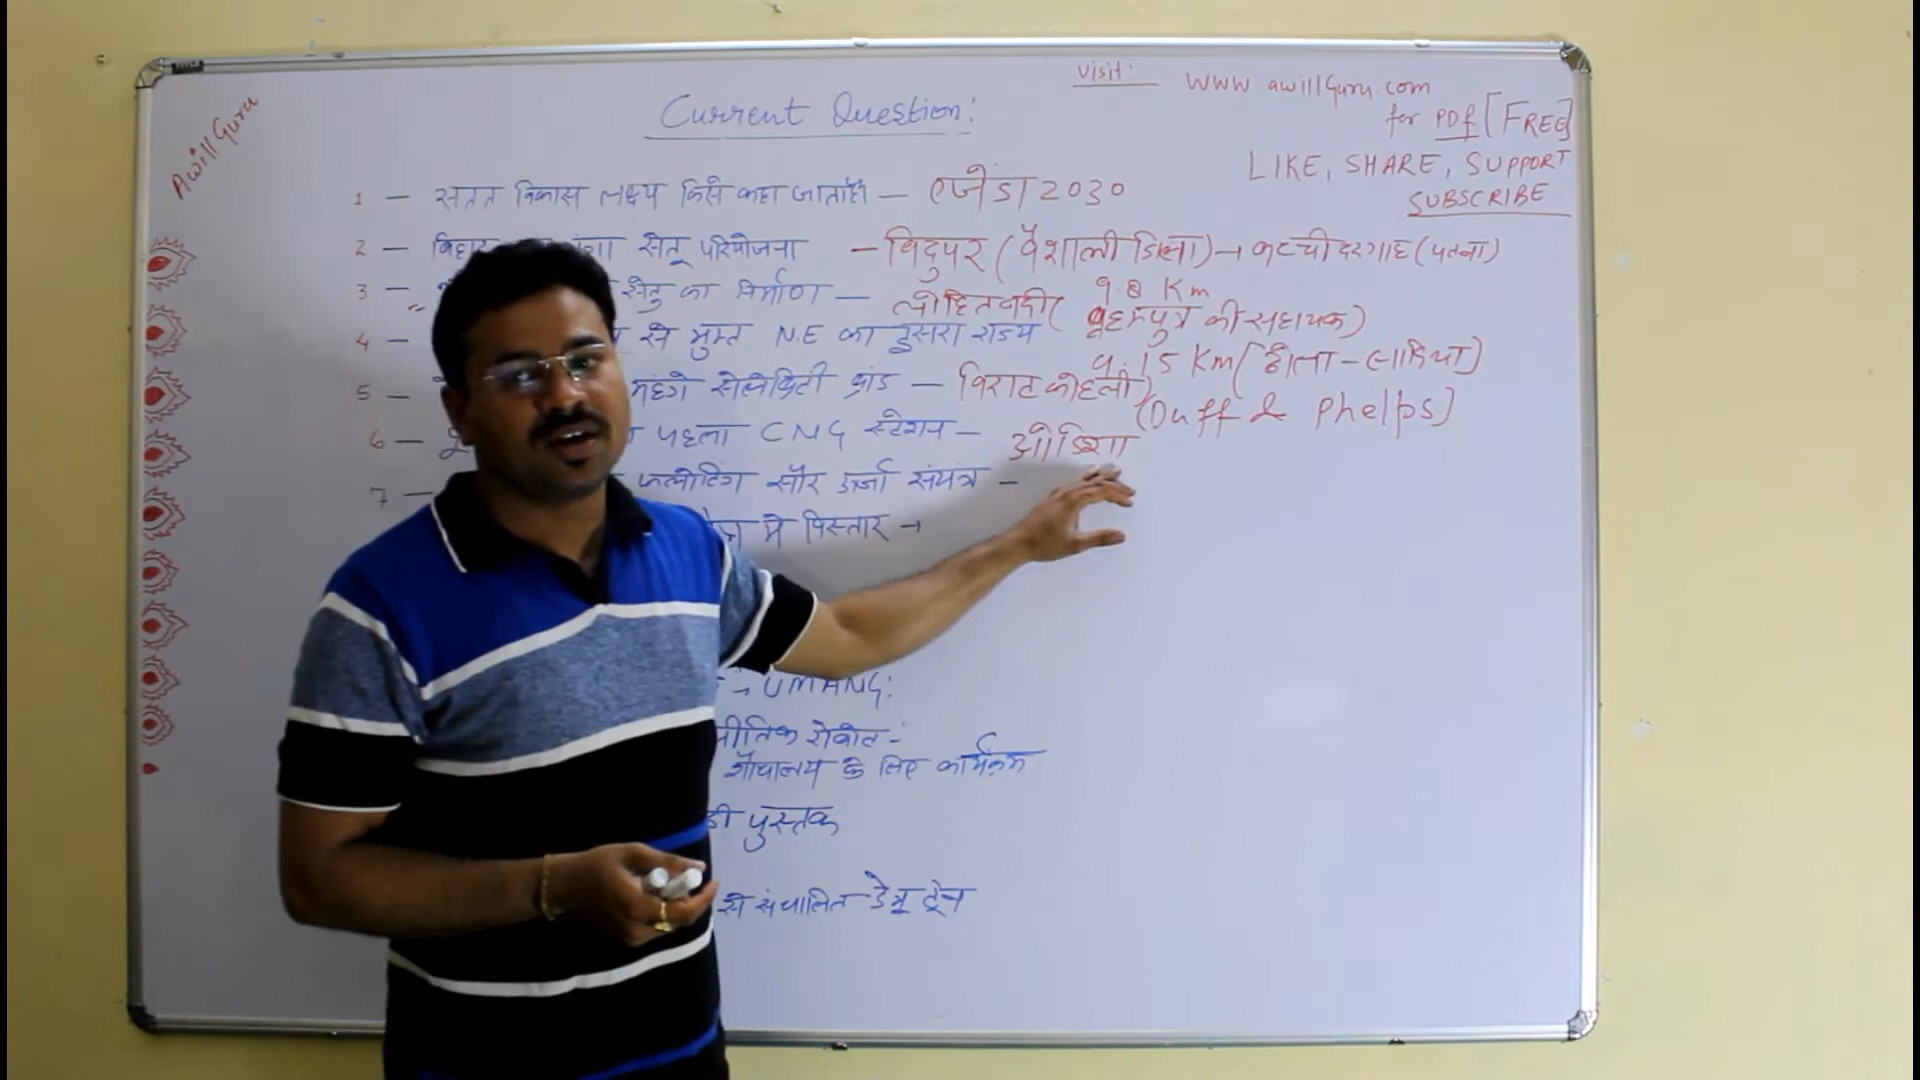 Visit: www awillGuru com
for PDF [FREE]
LIKE, SHARE, SUPPORT
SUBSCRIBE
AwillGuru
Current Question:
1 — सतत विकास लक्ष्य किसे कहा जाता है। — एजेंडा 2030
2 — सेतू परियोजना — विदुपर (वैशाली जिला) → कच्ची दरगाह (पटना)
3 — सेतु का निर्माण — लोहित नदी (ब्रह्मपुत्र की सहायक)
9.8 Km
4 — से मुक्त N.E का दुसरा राज्य
9.15 Km (ढोला - सादिया)
5 — महंगे सेलेब्रिटी ब्रांड — विराट कोहली
(Duff & Phelps)
6 — पहला CNG स्टेशन — ओडिशा
7 — फ्लोटिंग सौर ऊर्जा संयंत्र —
में विस्तार →
→ UMANG:
रोबोट -:
शौचालय के लिए कार्यक्रम
पुस्तक
से संचालित डेमू ट्रेन